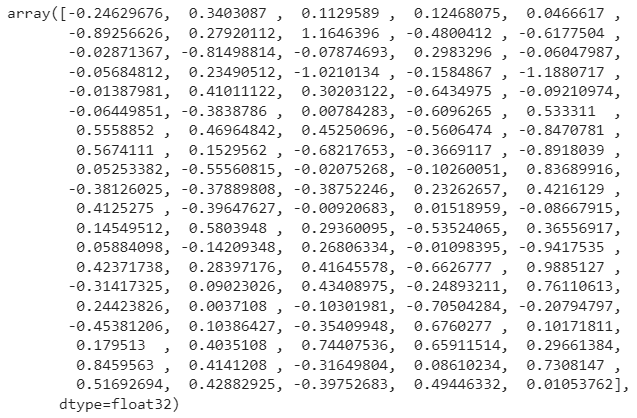 array([-0.24629676,  0.3403087 ,  0.1129589 ,  0.12468075,  0.0466617 ,
       -0.89256626,  0.27920112,  1.1646396 , -0.4800412 , -0.6177504 ,
       -0.02871367, -0.81498814, -0.07874693,  0.2983296 , -0.06047987,
       -0.05684812,  0.23490512, -1.0210134 , -0.1584867 , -1.1880717 ,
       -0.01387981,  0.41011122,  0.30203122, -0.6434975 , -0.09210974,
       -0.06449851, -0.3838786 ,  0.00784283, -0.6096265 ,  0.533311  ,
        0.5558852 ,  0.46964842,  0.45250696, -0.5606474 , -0.8470781 ,
        0.5674111 ,  0.1529562 , -0.68217653, -0.3669117 , -0.8918039 ,
        0.05253382, -0.55560815, -0.02075268, -0.10260051,  0.83689916,
       -0.38126025, -0.37889808, -0.38752246,  0.23262657,  0.4216129 ,
        0.4125275 , -0.39647627, -0.00920683,  0.01518959, -0.08667915,
        0.14549512,  0.5803948 ,  0.29360095, -0.53524065,  0.36556917,
        0.05884098, -0.14209348,  0.26806334, -0.01098395, -0.9417535 ,
        0.42371738,  0.28397176,  0.41645578, -0.6626777 ,  0.9885127 ,
       -0.31417325,  0.09023026,  0.43408975, -0.24893211,  0.76110613,
        0.24423826,  0.0037108 , -0.10301981, -0.70504284, -0.20794797,
       -0.45381206,  0.10386427, -0.35409948,  0.6760277 ,  0.10171811,
        0.179513  ,  0.4035108 ,  0.74407536,  0.65911514,  0.29661384,
        0.8459563 ,  0.4141208 , -0.31649804,  0.08610234,  0.7308147 ,
        0.51692694,  0.42882925, -0.39752683,  0.49446332,  0.01053762],
      dtype=float32)